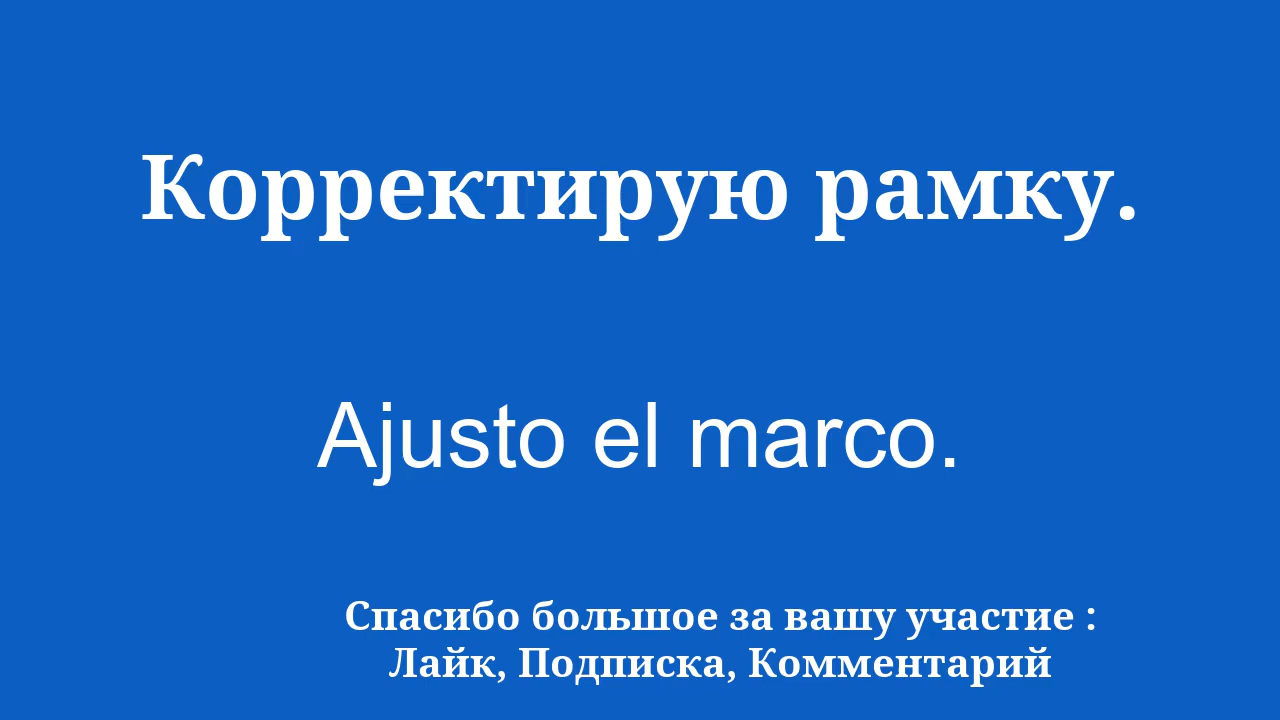 Корректирую рамку.
Ajusto el marco.
Спасибо большое за вашу участие :
Лайк, Подписка, Комментарий